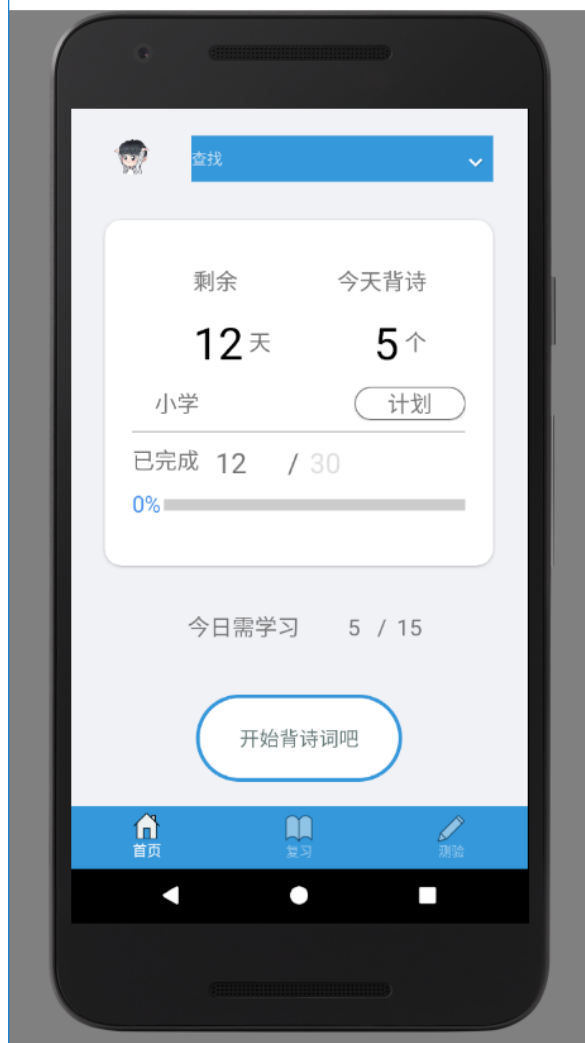 查找
剩余 今天背诗
12 天 5 个
小学 计划
已完成 12 / 30
0%
今日需学习 5 / 15
开始背诗词吧
首页 复习 测验